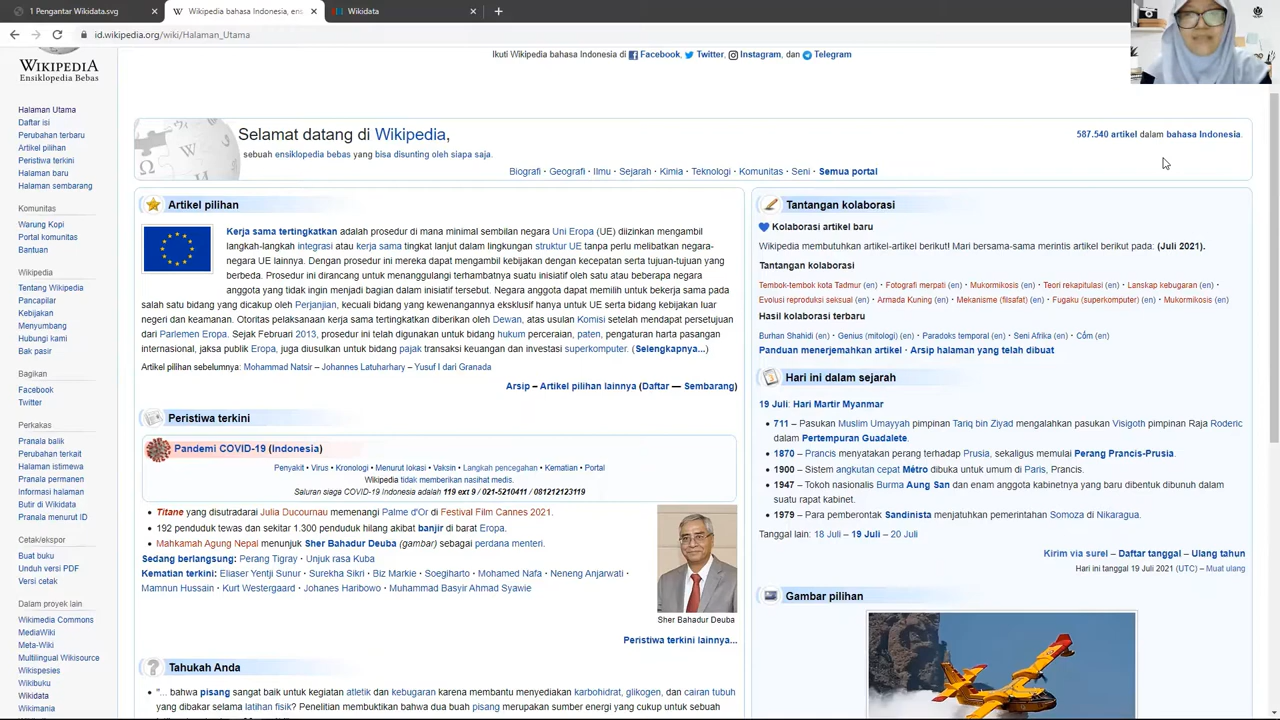 1 Pengantar Wikidata.svg
Wikipedia bahasa Indonesia, ens
Wikidata
id.wikipedia.org/wiki/Halaman_Utama
WIKIPEDIA
Ensiklopedia Bebas
Halaman Utama
Daftar isi
Perubahan terbaru
Artikel pilihan
Peristiwa terkini
Halaman baru
Halaman sembarang
Komunitas
Warung Kopi
Portal komunitas
Bantuan
Wikipedia
Tentang Wikipedia
Pancapilar
Kebijakan
Menyumbang
Hubungi kami
Bak pasir
Bagikan
Facebook
Twitter
Perkakas
Pranala balik
Perubahan terkait
Halaman istimewa
Pranala permanen
Informasi halaman
Butir di Wikidata
Pranala menurut ID
Cetak/ekspor
Buat buku
Unduh versi PDF
Versi cetak
Dalam proyek lain
Wikimedia Commons
MediaWiki
Meta-Wiki
Multilingual Wikisource
Wikispesies
Wikibuku
Wikidata
Wikimania
Ikuti Wikipedia bahasa Indonesia di Facebook, Twitter, Instagram, dan Telegram
Selamat datang di Wikipedia,
sebuah ensiklopedia bebas yang bisa disunting oleh siapa saja.
587.540 artikel dalam bahasa Indonesia.
Biografi · Geografi · Ilmu · Sejarah · Kimia · Teknologi · Komunitas · Seni · Semua portal
Artikel pilihan
Kerja sama tertingkatkan adalah prosedur di mana minimal sembilan negara Uni Eropa (UE) diizinkan mengambil
langkah-langkah integrasi atau kerja sama tingkat lanjut dalam lingkungan struktur UE tanpa perlu melibatkan negara-
negara UE lainnya. Dengan prosedur ini mereka dapat mengambil kebijakan dengan kecepatan serta tujuan-tujuan yang
berbeda. Prosedur ini dirancang untuk menanggulangi terhambatnya suatu inisiatif oleh satu atau beberapa negara
anggota yang tidak ingin menjadi bagian dalam inisiatif tersebut. Negara anggota dapat memilih untuk bekerja sama
salah satu bidang yang dicakup oleh Perjanjian, kecuali bidang yang kewenangannya eksklusif hanya untuk UE serta bidang kebijakan luar
negeri dan keamanan. Otoritas pelaksanaan kerja sama tertingkatkan diberikan oleh Dewan, atas usulan Komisi setelah mendapat persetujuan
dari Parlemen Eropa. Sejak Februari 2013, prosedur ini telah digunakan untuk bidang hukum perceraian, paten, pengaturan harta pasangan
internasional, jaksa publik Eropa, juga diusulkan untuk bidang pajak transaksi keuangan dan investasi superkomputer. (Selengkapnya...)
Artikel pilihan sebelumnya: Mohammad Natsir – Johannes Latuharhary – Yusuf I dari Granada
Arsip – Artikel pilihan lainnya (Daftar — Sembarang)
Peristiwa terkini
Pandemi COVID-19 (Indonesia)
Penyakit • Virus • Kronologi • Menurut lokasi • Vaksin • Langkah pencegahan • Kematian • Portal
Wikipedia tidak memberikan nasihat medis.
Saluran siaga COVID-19 Indonesia adalah 119 ext 9 / 021-5210411 / 081212123119
• Titane yang disutradarai Julia Ducournau memenangi Palme d'Or di Festival Film Cannes 2021.
• 192 penduduk tewas dan sekitar 1.300 penduduk hilang akibat banjir di barat Eropa.
• Mahkamah Agung Nepal menunjuk Sher Bahadur Deuba (gambar) sebagai perdana menteri.
Sedang berlangsung: Perang Tigray · Unjuk rasa Kuba
Kematian terkini: Eliaser Yentji Sunur · Surekha Sikri · Biz Markie · Soegiharto · Mohamed Nafa · Neneng Anjarwati ·
Mamnun Hussain · Kurt Westergaard · Johanes Haribowo · Muhammad Basyir Ahmad Syawie
Sher Bahadur Deuba
Peristiwa terkini lainnya...
Tahukah Anda
• "... bahwa pisang sangat baik untuk kegiatan atletik dan kebugaran karena membantu menyediakan karbohidrat, glikogen, dan cairan tubuh
yang dibakar selama latihan fisik? Penelitian membuktikan bahwa dua buah pisang merupakan sumber energi yang cukup untuk sebuah
Tantangan kolaborasi
Kolaborasi artikel baru
Wikipedia membutuhkan artikel-artikel berikut! Mari bersama-sama merintis artikel berikut pada: (Juli 2021).
Tantangan kolaborasi
Tembok-tembok kota Tadmur (en) · Fotografi merpati (en) · Mukormikosis (en) · Teori rekapitulasi (en) · Lanskap kebugaran (en) ·
Evolusi reproduksi seksual (en) · Armada Kuning (en) · Mekanisme (filsafat) (en) · Fugaku (superkomputer) (en) · Mukormikosis (en)
Hasil kolaborasi terbaru
Burhan Shahidi (en) · Genius (mitologi) (en) · Paradoks temporal (en) · Seni Afrika (en) · Cốm (en)
Panduan menerjemahkan artikel · Arsip halaman yang telah dibuat
Hari ini dalam sejarah
19 Juli: Hari Martir Myanmar
• 711 – Pasukan Muslim Umayyah pimpinan Tariq bin Ziyad mengalahkan pasukan Visigoth pimpinan Raja Roderic
dalam Pertempuran Guadalete.
• 1870 – Prancis menyatakan perang terhadap Prusia, sekaligus memulai Perang Prancis-Prusia.
• 1900 – Sistem angkutan cepat Métro dibuka untuk umum di Paris, Prancis.
• 1947 – Tokoh nasionalis Burma Aung San dan enam anggota kabinetnya yang baru dibentuk dibunuh dalam
suatu rapat kabinet.
• 1979 – Para pemberontak Sandinista menjatuhkan pemerintahan Somoza di Nikaragua.
Tanggal lain: 18 Juli – 19 Juli – 20 Juli
Kirim via surel – Daftar tanggal – Ulang tahun
Hari ini tanggal 19 Juli 2021 (UTC) – Muat ulang
Gambar pilihan